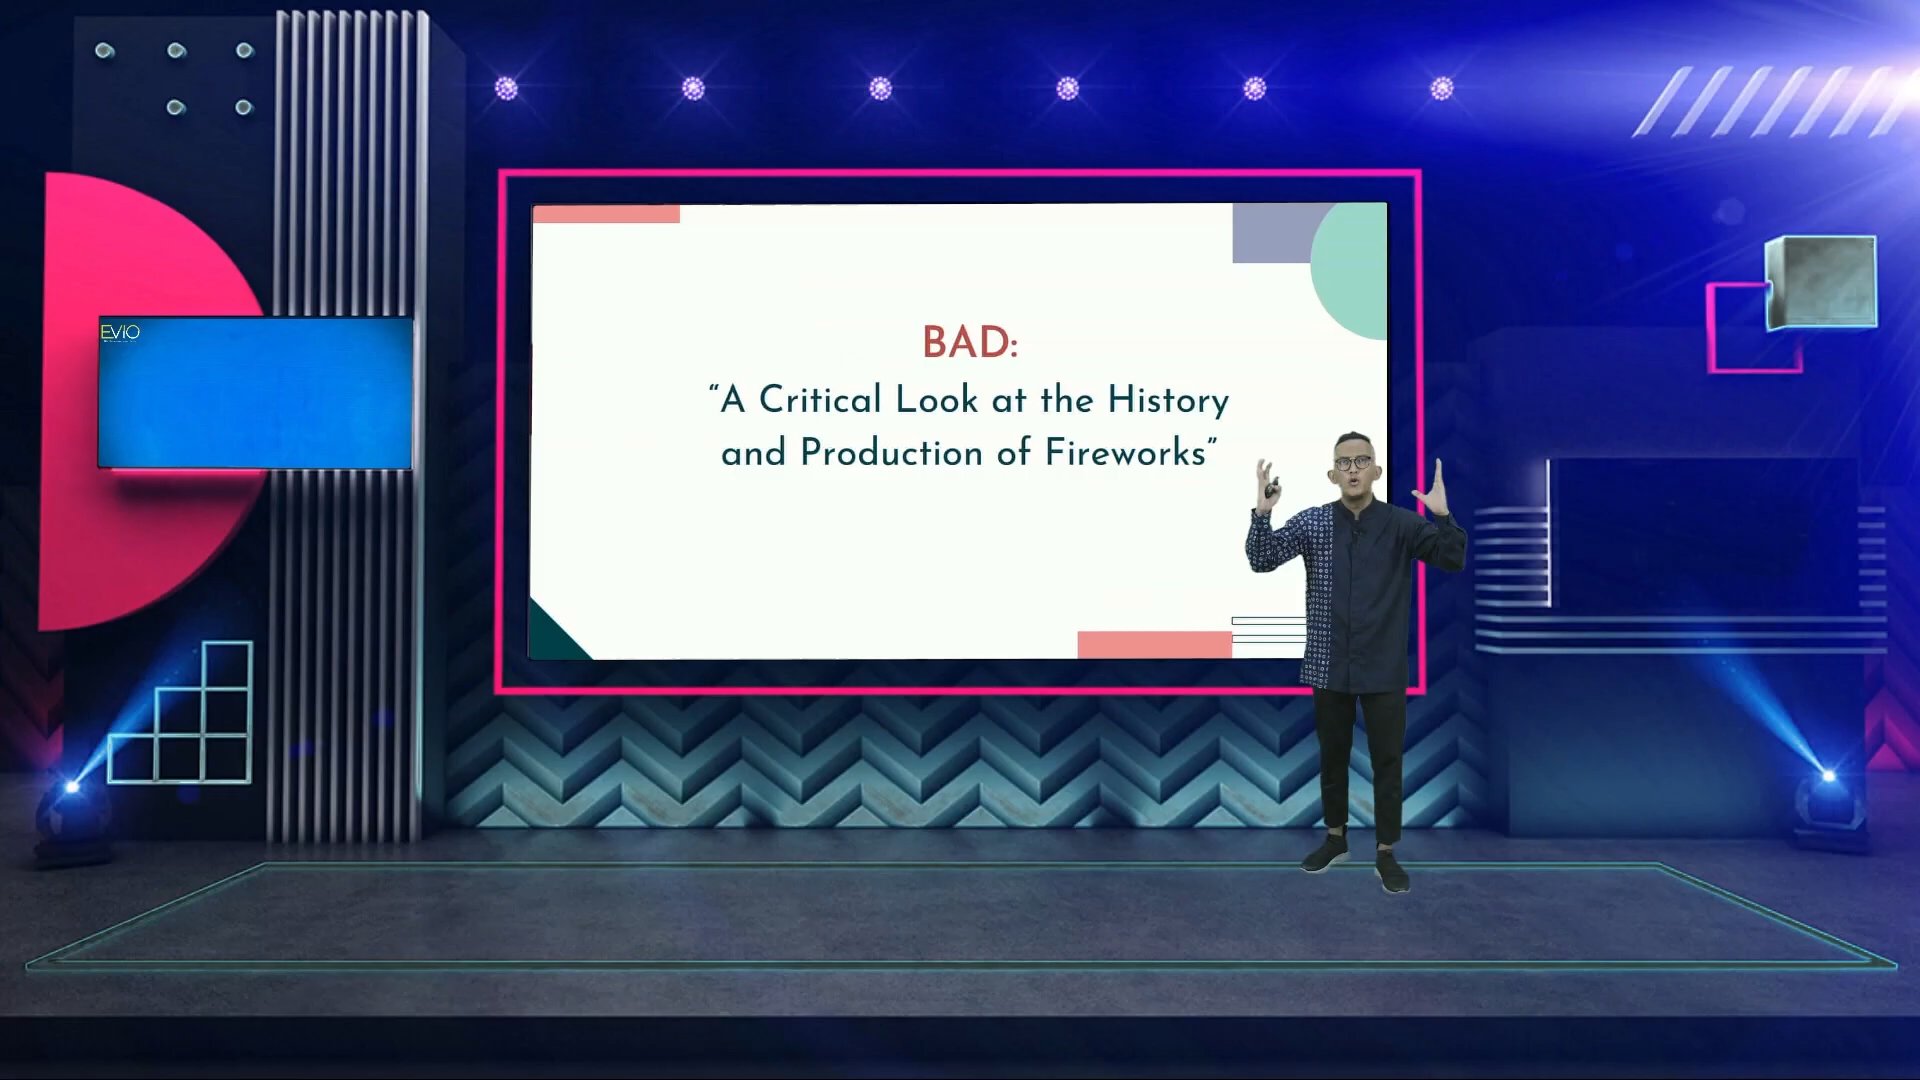 EVIO
BAD:
“A Critical Look at the History
and Production of Fireworks”